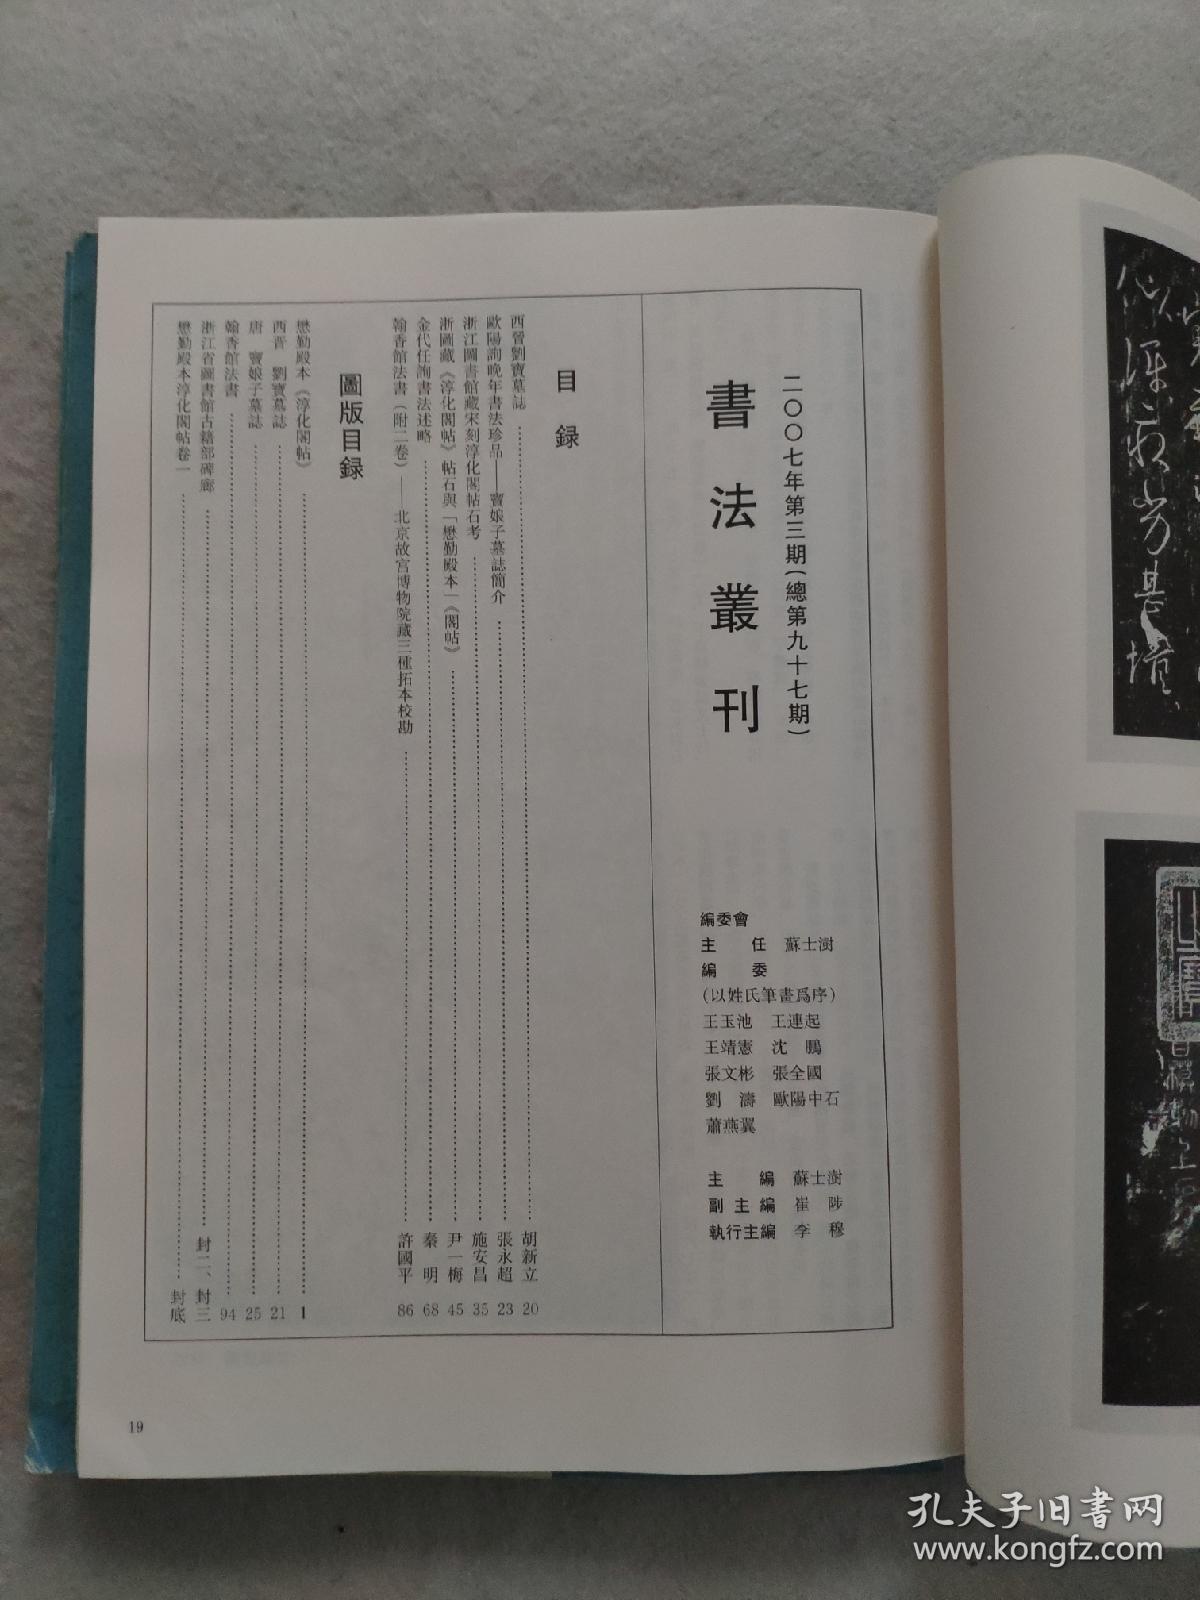 二〇〇七年第三期(總第九十七期)
書法叢刊
編委會
主 任 蘇士澍
編 委
(以姓氏筆畫爲序)
王玉池 王連起
王靖憲 沈 鵬
張文彬 張全國
劉 濤 歐陽中石
蕭燕翼
主 編 蘇士澍
副主編 崔 陟
執行主編 李 穆
目 録
西晉劉寶墓誌 胡新立 20
歐陽詢晚年書法珍品——竇娘子墓誌簡介 張永超 23
浙江圖書館藏宋刻淳化閣帖石考 施安昌 35
浙圖藏《淳化閣帖》帖石與「懋勤殿本」《閣帖》 尹一梅 45
金代任詢書法述略 秦 明 68
翰香館法書(附二卷)——北京故宮博物院藏三種拓本校勘 許國平 86
圖版目録
懋勤殿本《淳化閣帖》 1
西晋 劉寶墓誌 21
唐 竇娘子墓誌 25
翰香館法書 94
浙江省圖書館古籍部碑廊 封二、封三
懋勤殿本淳化閣帖卷一 封底
19
孔夫子旧书网
www.kongfz.com